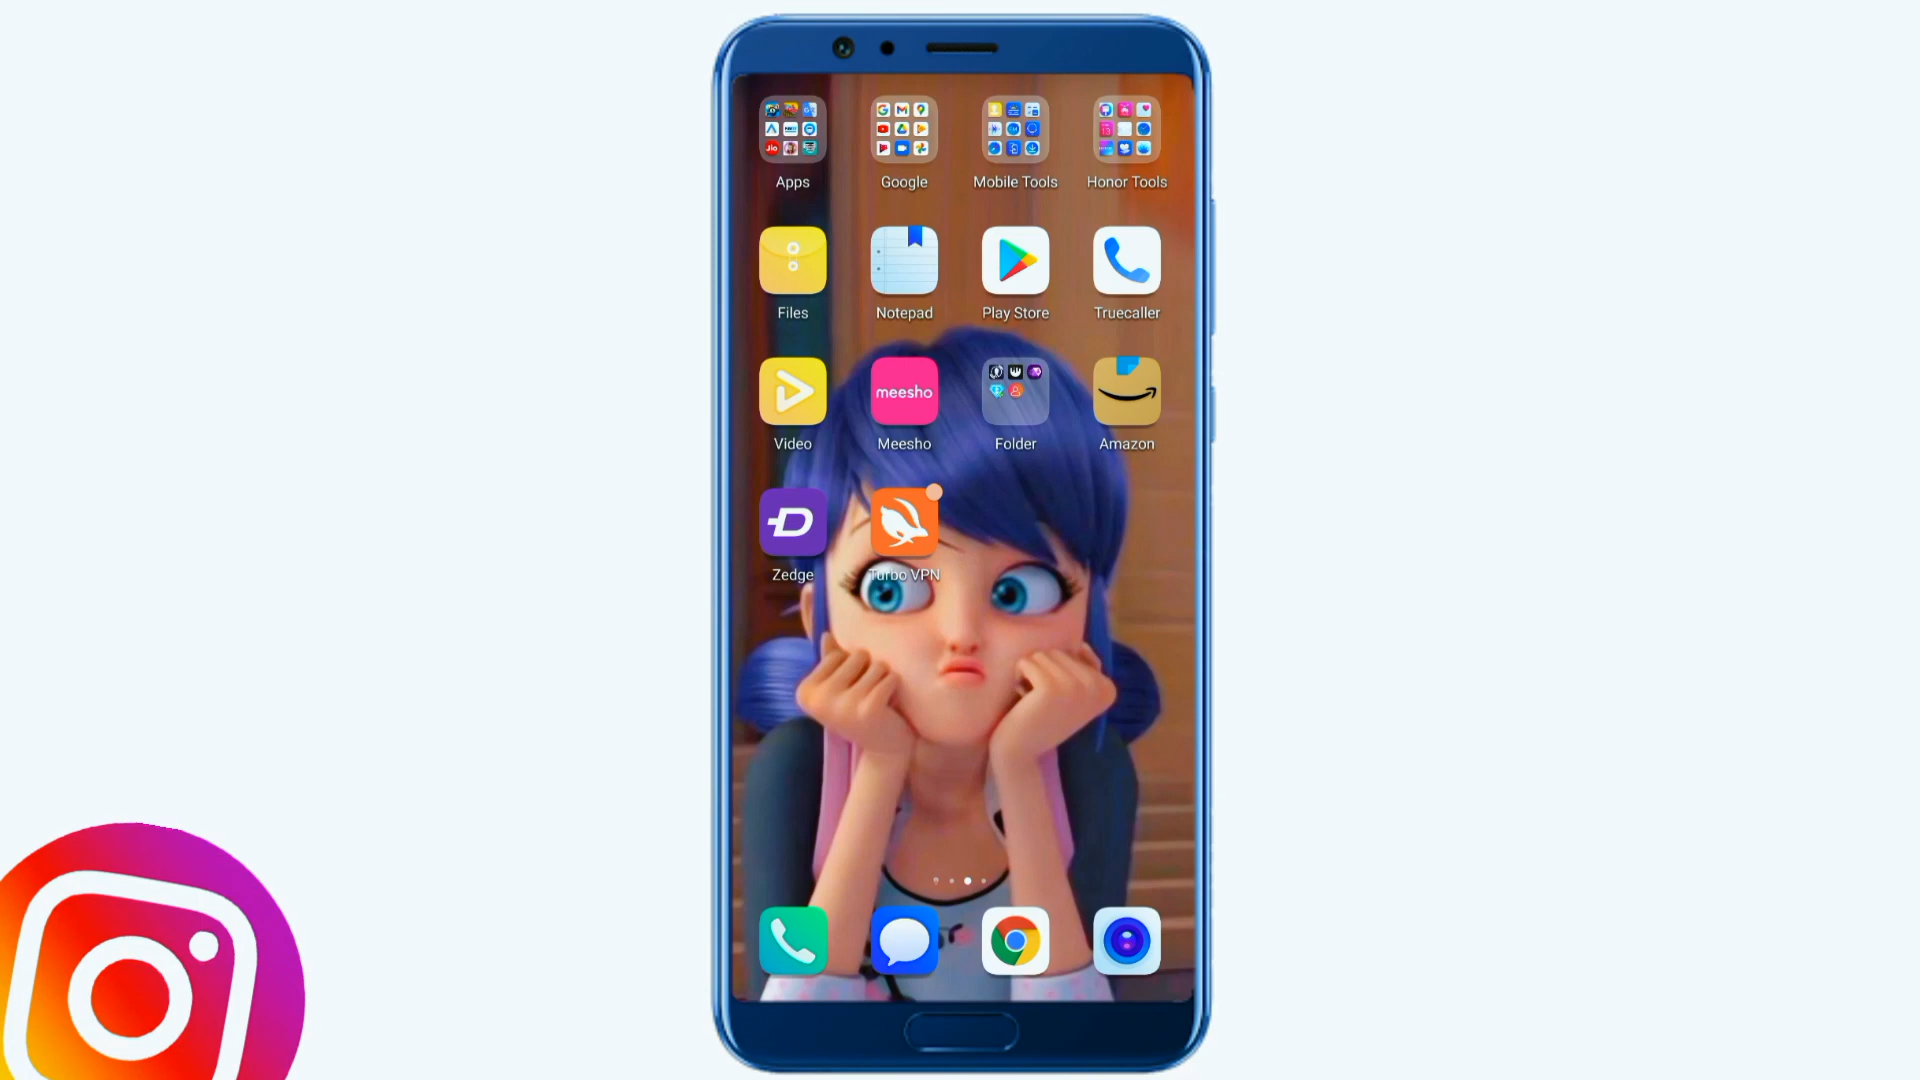 Apps
Google
Mobile Tools
Honor Tools
Files
Notepad
Play Store
Truecaller
meesho
Video
Meesho
Folder
Amazon
Zedge
Turbo VPN
Jio